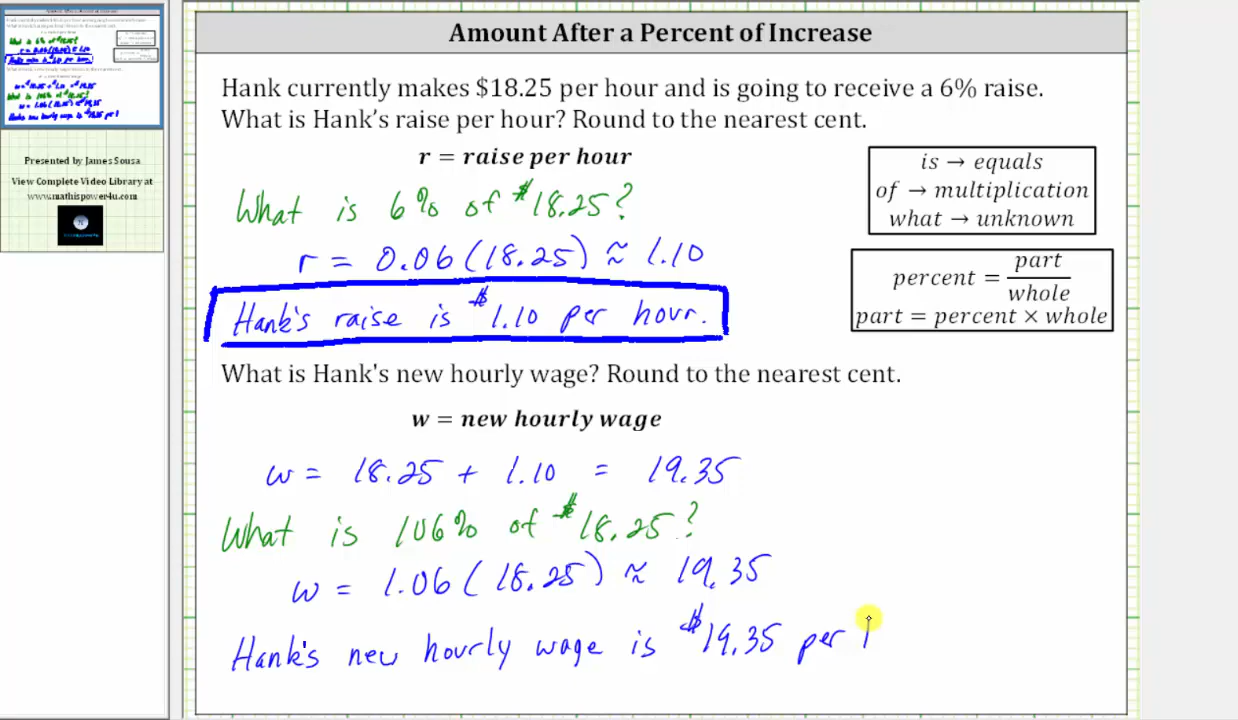 Amount After a Percent of Increase
Hank currently makes $18.25 per hour and is going to receive a 6% raise.
What is Hank's raise per hour? Round to the nearest cent.
r = raise per hour
What is 6% of $18.25?
r = 0.06(18.25) ≈ 1.10
Hank's raise is $1.10 per hour.
is → equals
of → multiplication
what → unknown
percent = part/whole
part = percent × whole
What is Hank's new hourly wage? Round to the nearest cent.
w = new hourly wage
w = 18.25 + 1.10 = 19.35
What is 106% of $18.25?
w = 1.06(18.25) ≈ 19.35
Hank's new hourly wage is $19.35 per
Presented by James Sousa
View Complete Video Library at
www.mathispower4u.com